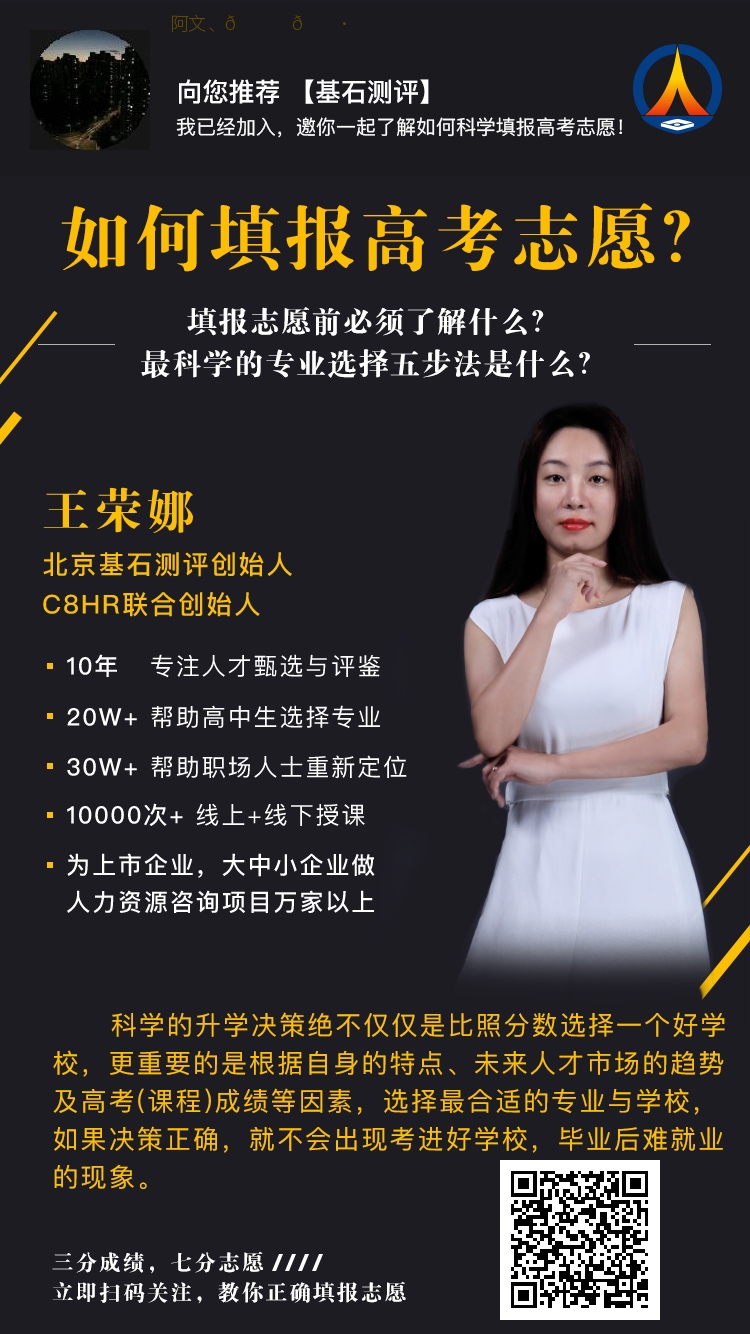 阿文、ð ð ·
向您推荐 【基石测评】
我已经加入，邀你一起了解如何科学填报高考志愿！
如何填报高考志愿？
填报志愿前必须了解什么？
最科学的专业选择五步法是什么？
王荣娜
北京基石测评创始人
C8HR联合创始人
10年 专注人才甄选与评鉴
20W+ 帮助高中生选择专业
30W+ 帮助职场人士重新定位
10000次+ 线上+线下授课
为上市企业，大中小企业做
人力资源咨询项目万家以上
科学的升学决策绝不仅仅是比照分数选择一个好学
校，更重要的是根据自身的特点、未来人才市场的趋势
及高考(课程)成绩等因素，选择最合适的专业与学校，
如果决策正确，就不会出现考进好学校，毕业后难就业
的现象。
三分成绩，七分志愿 ////
立即扫码关注，教你正确填报志愿